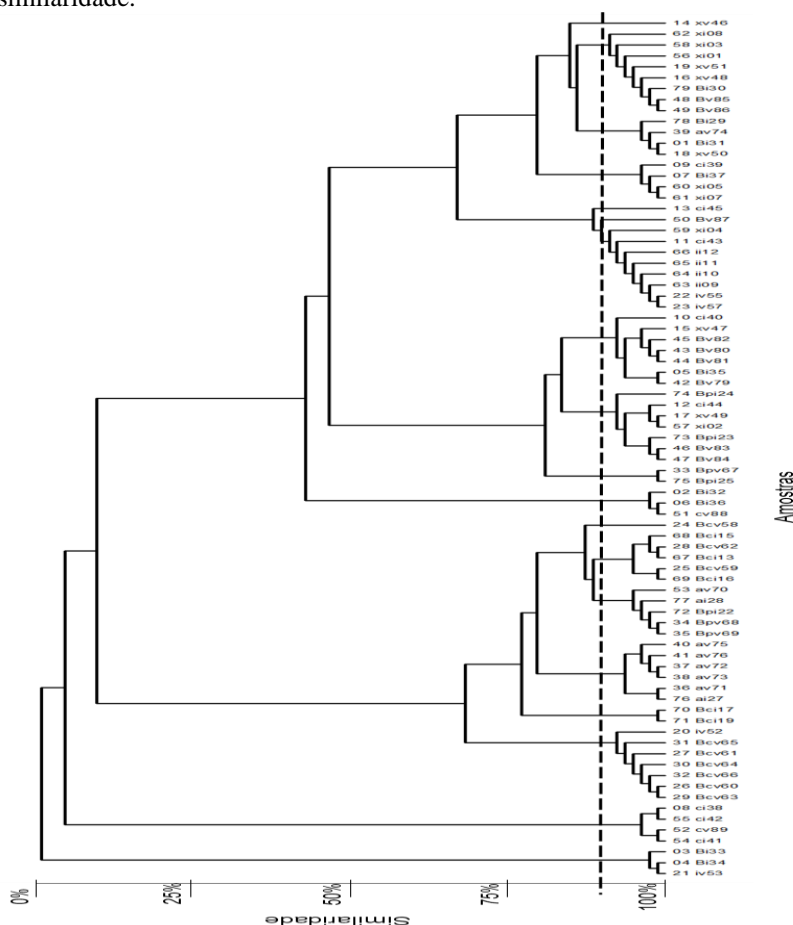 similaridade.
14 xv46
62 xi08
58 xi03
56 xi01
19 xv51
16 xv48
79 Bi30
48 Bv85
49 Bv86
78 Bi29
39 av74
01 Bi31
18 xv50
09 ci39
07 Bi37
60 xi05
61 xi07
13 ci45
50 Bv87
59 xi04
11 ci43
66 ii12
65 ii11
64 ii10
63 ii09
22 iv55
23 iv57
10 ci40
15 xv47
45 Bv82
43 Bv80
44 Bv81
05 Bi35
42 Bv79
74 Bpi24
12 ci44
17 xv49
57 xi02
73 Bpi23
46 Bv83
47 Bv84
33 Bpv67
75 Bpi25
02 Bi32
06 Bi36
51 cv88
24 Bcv58
68 Bci15
28 Bcv62
67 Bci13
25 Bcv59
69 Bci16
53 av70
77 ai28
72 Bpi22
34 Bpv68
35 Bpv69
40 av75
41 av76
37 av72
38 av73
36 av71
76 ai27
70 Bci17
71 Bci19
20 iv52
31 Bcv65
27 Bcv61
30 Bcv64
32 Bcv66
26 Bcv60
29 Bcv63
08 ci38
55 ci42
52 cv89
54 ci41
03 Bi33
04 Bi34
21 iv53
Amostras
0%
25%
50%
75%
100%
Similaridade